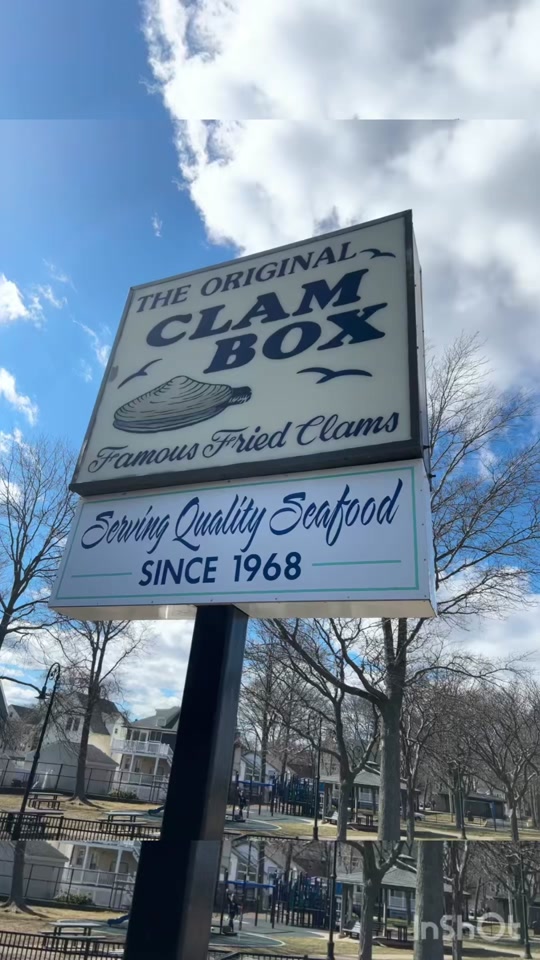 THE ORIGINAL
CLAM
BOX
Famous Fried Clams
Serving Quality Seafood
SINCE 1968
InShOt